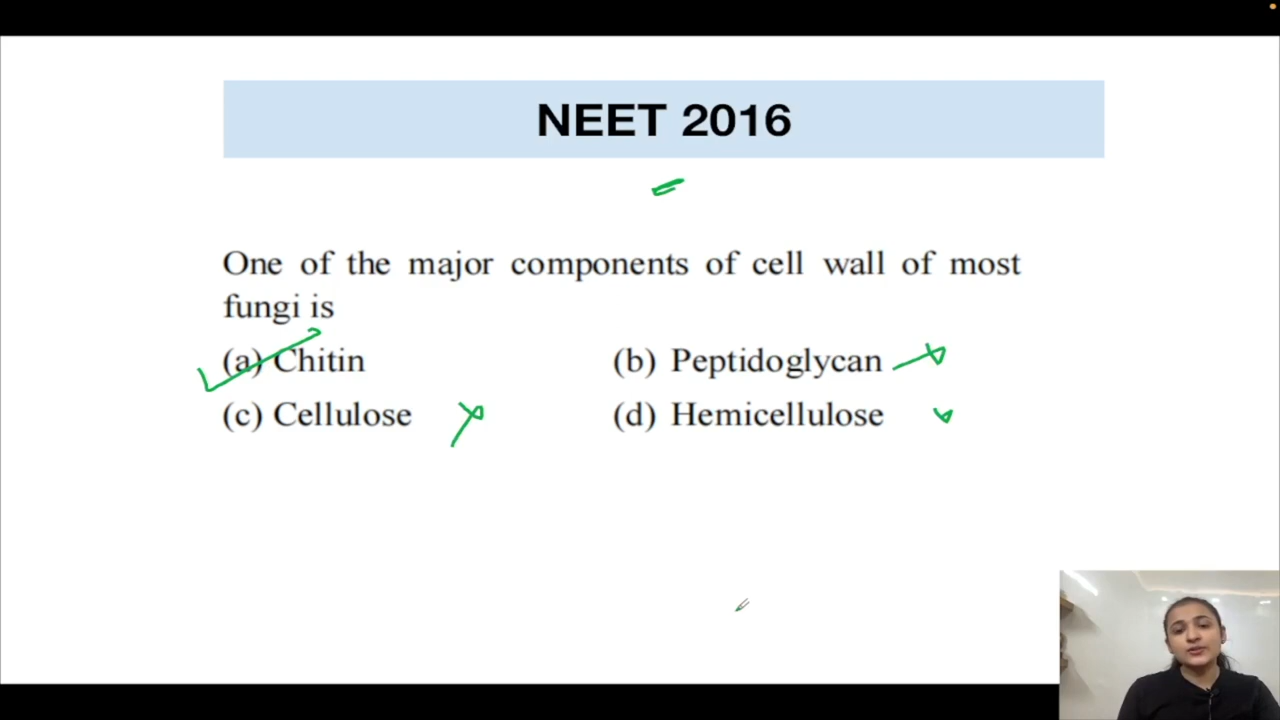 NEET 2016
One of the major components of cell wall of most
fungi is
(a) Chitin (b) Peptidoglycan
(c) Cellulose (d) Hemicellulose